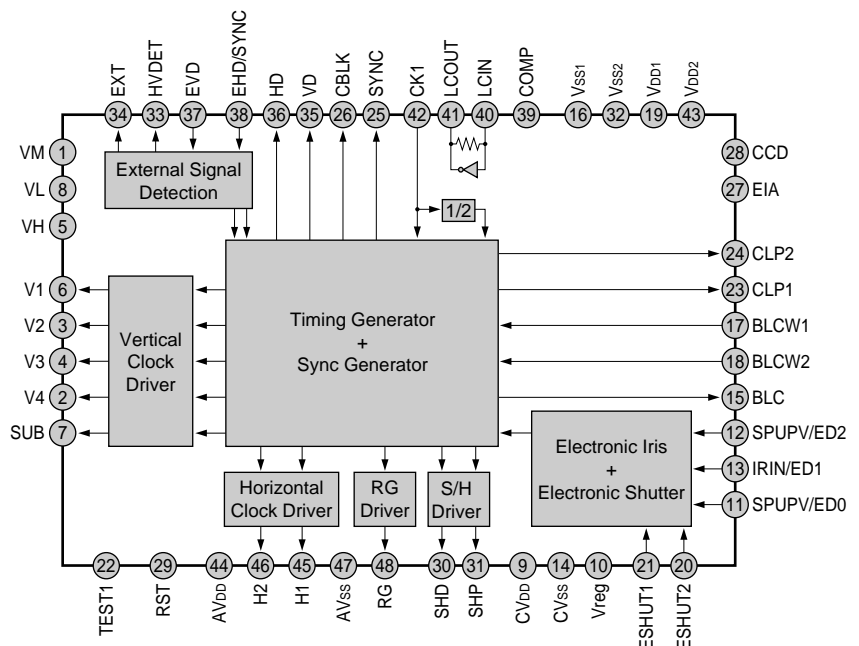 EXT
HVDET
EVD
EHD/SYNC
HD
VD
CBLK
SYNC
CK1
LCOUT
LCIN
COMP
VSS1
VSS2
VDD1
VDD2
34
33
37
38
36
35
26
25
42
41
40
39
16
32
19
43
VM 1
VL 8
VH 5
External Signal
Detection
1/2
28 CCD
27 EIA
24 CLP2
23 CLP1
17 BLCW1
18 BLCW2
15 BLC
12 SPUPV/ED2
13 IRIN/ED1
11 SPUPV/ED0
V1 6
V2 3
V3 4
V4 2
SUB 7
Vertical
Clock
Driver
Timing Generator
+
Sync Generator
Electronic Iris
+
Electronic Shutter
Horizontal
Clock Driver
RG
Driver
S/H
Driver
22
29
44
46
45
47
48
30
31
9
14
10
21
20
TEST1
RST
AVDD
H2
H1
AVSS
RG
SHD
SHP
CVDD
CVSS
Vreg
ESHUT1
ESHUT2